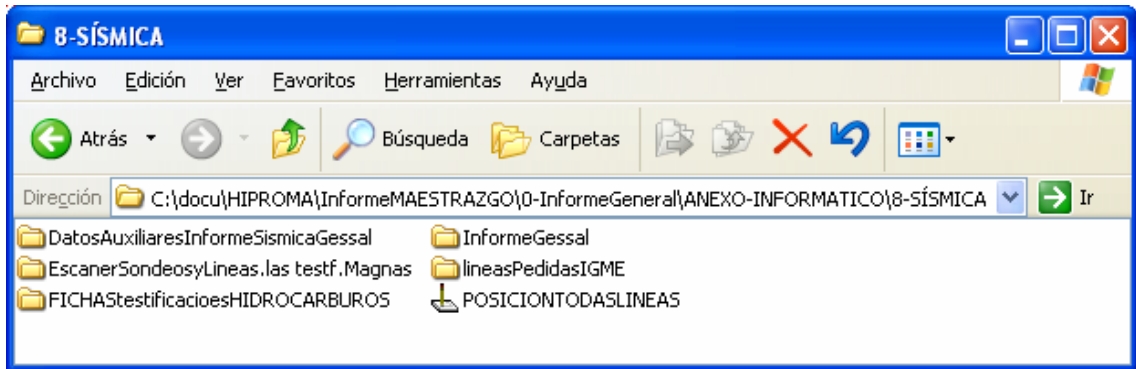 8-SÍSMICA
Archivo Edición Ver Favoritos Herramientas Ayuda
Atrás Búsqueda Carpetas
Dirección C:\docu\HIPROMA\InformeMAESTRAZGO\0-InformeGeneral\ANEXO-INFORMATICO\8-SÍSMICA Ir
DatosAuxiliaresInformeSismicaGessal InformeGessal
EscanerSondeosyLineas.las testf.Magnas lineasPedidasIGME
FICHAStestificacioesHIDROCARBUROS POSICIONTODASLINEAS